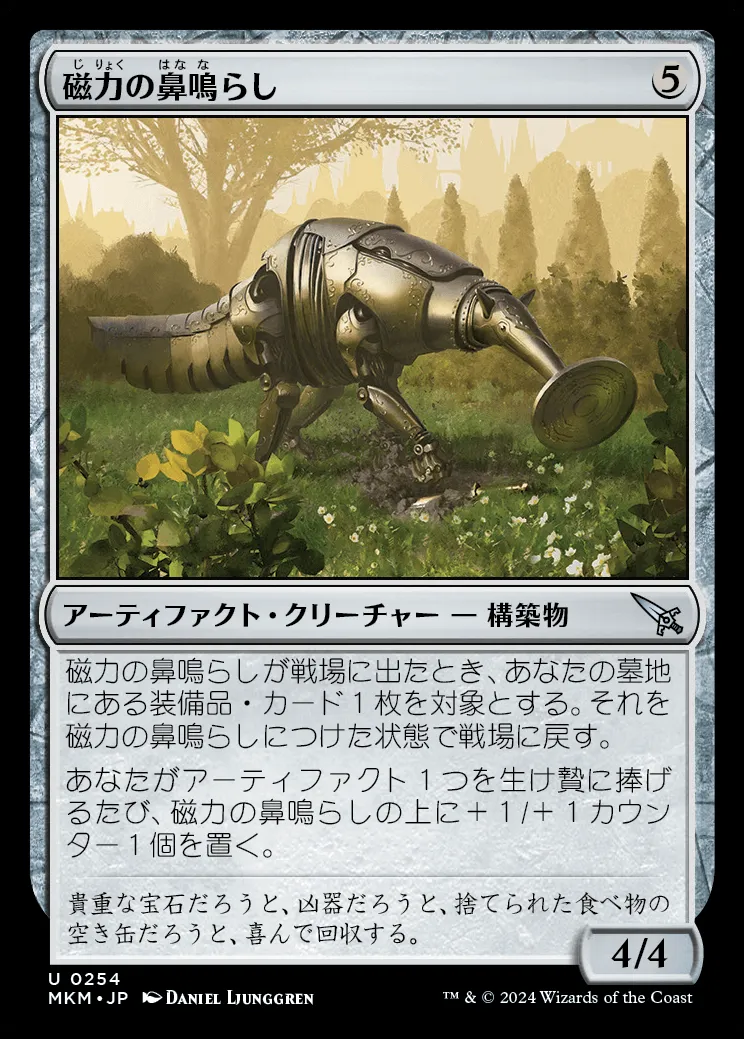 じりょく はなな
磁力の鼻鳴らし 5
アーティファクト・クリーチャー — 構築物
磁力の鼻鳴らしが戦場に出たとき、あなたの墓地
にある装備品・カード1枚を対象とする。それを
磁力の鼻鳴らしにつけた状態で戦場に戻す。
あなたがアーティファクト1つを生け贄に捧げ
るたび、磁力の鼻鳴らしの上に+1/+1カウン
ター1個を置く。
貴重な宝石だろうと、凶器だろうと、捨てられた食べ物の
空き缶だろうと、喜んで回収する。
4/4
U 0254
MKM • JP Daniel Ljunggren
™ & © 2024 Wizards of the Coast